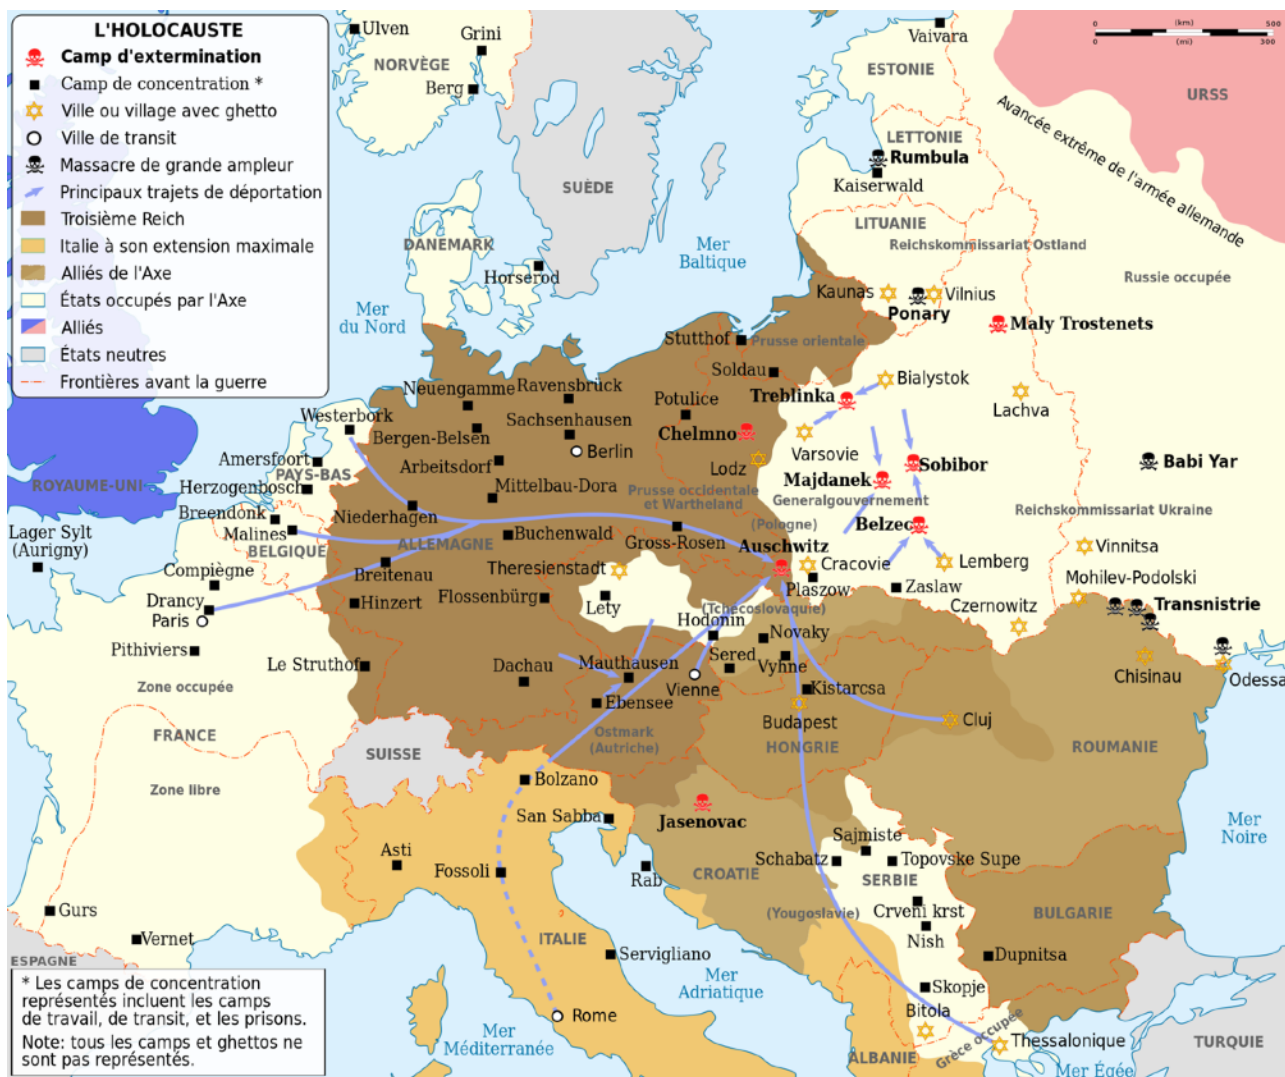 L'HOLOCAUSTE
Camp d'extermination
Camp de concentration *
Ville ou village avec ghetto
Ville de transit
Massacre de grande ampleur
Principaux trajets de déportation
Troisième Reich
Italie à son extension maximale
Alliés de l'Axe
États occupés par l'Axe
Alliés
États neutres
Frontières avant la guerre
Ulven
Grini
NORVÈGE
Berg
SUÈDE
Vaivara
ESTONIE
0 (km) 500
0 (mi) 300
URSS
Avancée extrême de l'armée allemande
LETTONIE
Rumbula
Kaiserwald
LITUANIE
Reichskommissariat Ostland
Russie occupée
DANEMARK
Horserod
Mer
Baltique
Mer
du Nord
Kaunas
Vilnius
Ponary
Maly Trostenets
Stutthof
Prusse orientale
Soldau
Neuengamme
Ravensbrück
Westerbork
Sachsenhausen
Potulice
Treblinka
Bialystok
Lachva
Bergen-Belsen
Berlin
Chelmno
Varsovie
Amersfoort
PAYS-BAS
Arbeitsdorf
Lodz
Sobibor
Babi Yar
ROYAUME-UNI
Herzogenbosch
Mittelbau-Dora
Prusse occidentale
et Wartheland
Majdanek
Generalgouvernement
Breendonk
Niederhagen
(Pologne)
Reichskommissariat Ukraine
Malines
BELGIQUE
ALLEMAGNE
Buchenwald
Gross-Rosen
Belzec
Lager Sylt
(Aurigny)
Auschwitz
Vinnitsa
Compiègne
Breitenau
Theresienstadt
Cracovie
Lemberg
Plaszow
Zaslaw
Mohilev-Podolski
Drancy
Paris
Hinzert
Flossenbürg
Lety
(Tchecoslovaquie)
Czernowitz
Transnistrie
Hodonin
Novaky
Pithiviers
Le Struthof
Dachau
Mauthausen
Sered
Vyhne
Chisinau
Odessa
Zone occupée
Vienne
Ebensee
Kistarcsa
FRANCE
Ostmark
(Autriche)
Budapest
HONGRIE
Cluj
ROUMANIE
SUISSE
Bolzano
Zone libre
San Sabba
Jasenovac
Mer
Noire
Asti
Fossoli
Rab
CROATIE
Sajmiste
Schabatz
Topovske Supe
SERBIE
Gurs
Vernet
(Yougoslavie)
Crveni krst
Nish
BULGARIE
ITALIE
Servigliano
Dupnitsa
ESPAGNE
Mer
Adriatique
Skopje
Bitola
Rome
Mer
Méditerranée
ALBANIE
Grèce occupée
Thessalonique
Mer Égée
TURQUIE
* Les camps de concentration
représentés incluent les camps
de travail, de transit, et les prisons.
Note: tous les camps et ghettos ne
sont pas représentés.